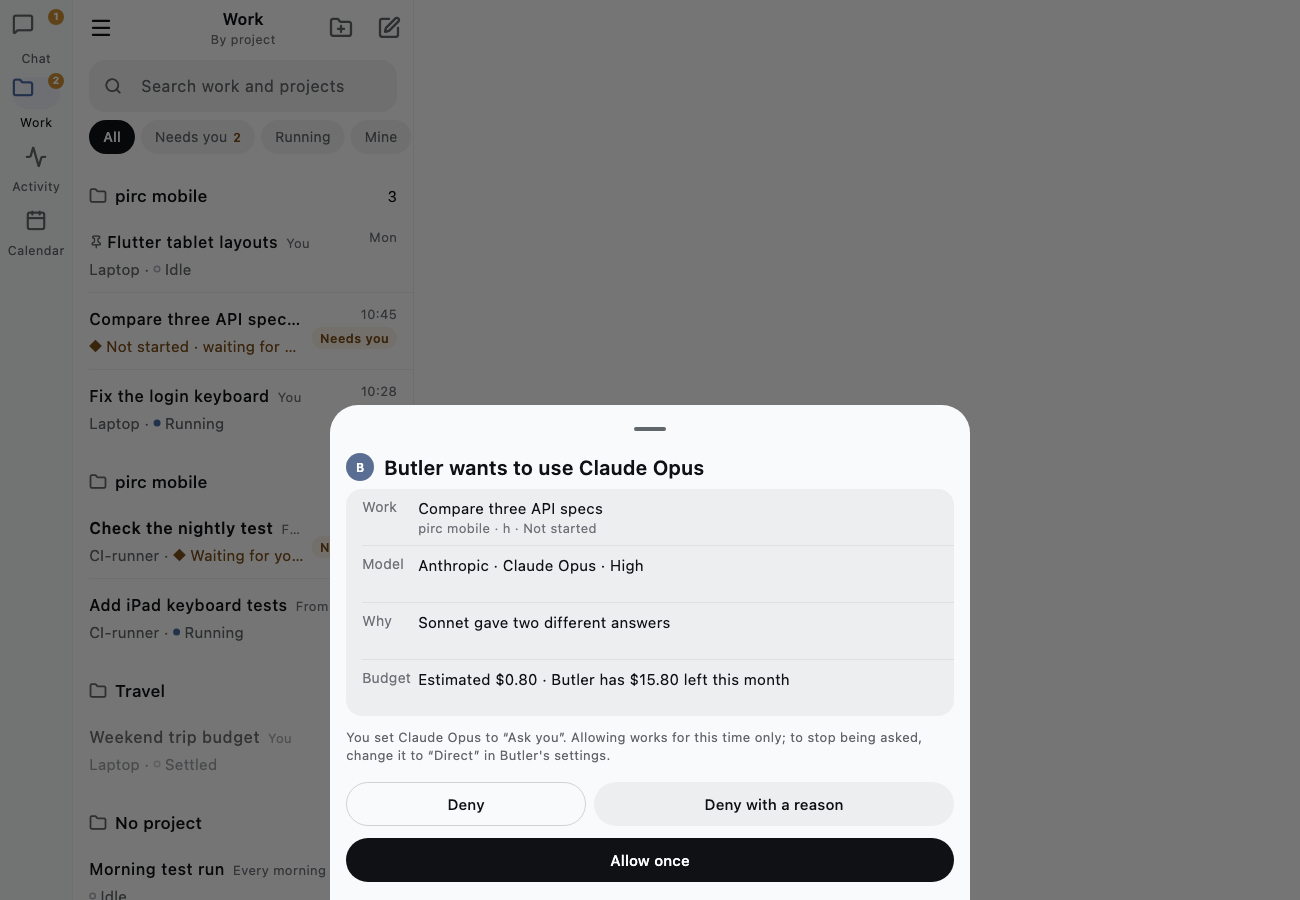 1
Chat
2
Work
Activity
Calendar
Work
By project
Search work and projects
All
Needs you 2
Running
Mine
pirc mobile
3
Flutter tablet layouts You
Mon
Laptop · Idle
Compare three API spec...
10:45
Not started · waiting for ...
Needs you
Fix the login keyboard You
10:28
Laptop · Running
pirc mobile
Check the nightly test F...
CI-runner · Waiting for yo...
N
Add iPad keyboard tests From
CI-runner · Running
Travel
Weekend trip budget You
Laptop · Settled
No project
Morning test run Every morning
Idle
B
Butler wants to use Claude Opus
Work
Compare three API specs
pirc mobile · h · Not started
Model
Anthropic · Claude Opus · High
Why
Sonnet gave two different answers
Budget
Estimated $0.80 · Butler has $15.80 left this month
You set Claude Opus to “Ask you”. Allowing works for this time only; to stop being asked,
change it to “Direct” in Butler's settings.
Deny
Deny with a reason
Allow once